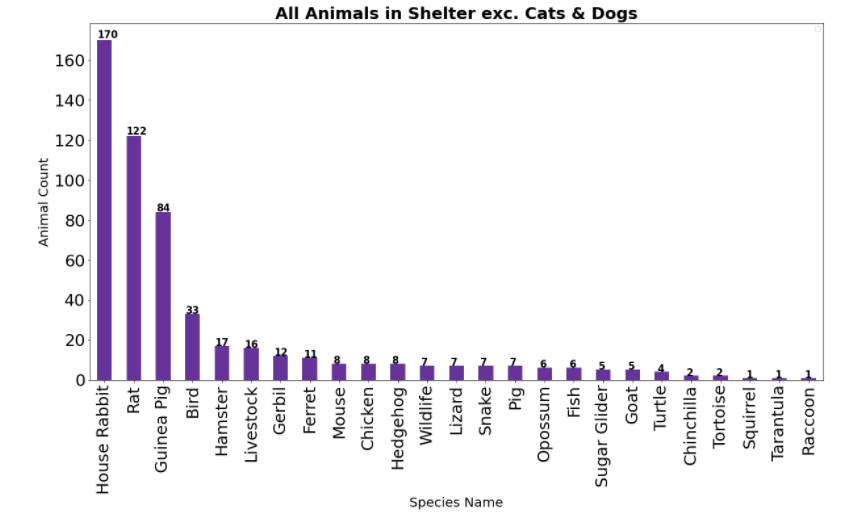 All Animals in Shelter exc. Cats & Dogs
Animal Count
160
140
120
100
80
60
40
20
0
170
122
84
33
17
16
12
11
8
8
8
7
7
7
7
6
6
5
5
4
2
2
1
1
1
House Rabbit
Rat
Guinea Pig
Bird
Hamster
Livestock
Gerbil
Ferret
Mouse
Chicken
Hedgehog
Wildlife
Lizard
Snake
Pig
Opossum
Fish
Sugar Glider
Goat
Turtle
Chinchilla
Tortoise
Squirrel
Tarantula
Raccoon
Species Name